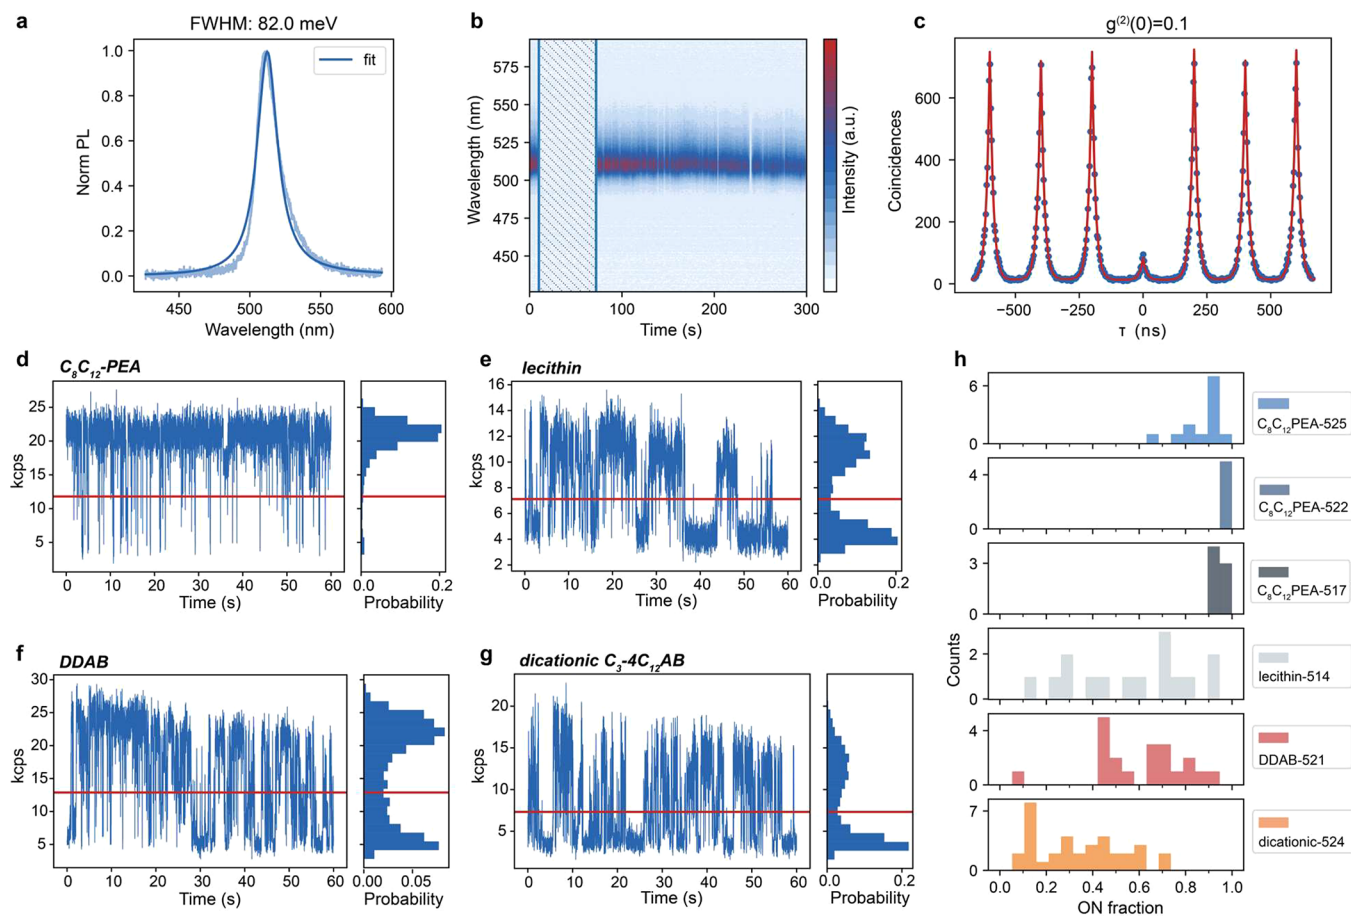 a
FWHM: 82.0 meV
fit
1.0
0.8
0.6
0.4
0.2
0.0
Norm PL
450
500
550
600
Wavelength (nm)
b
575
550
525
500
475
450
Wavelength (nm)
0
100
200
300
Time (s)
Intensity (a.u.)
c
g(2)(0)=0.1
600
400
200
0
Coincidences
−500
−250
0
250
500
τ (ns)
d
C8C12-PEA
25
20
15
10
5
kcps
0
10
20
30
40
50
60
Time (s)
0.0
0.2
Probability
e
lecithin
16
14
12
10
8
6
4
2
kcps
0
10
20
30
40
50
60
Time (s)
0.0
0.2
Probability
f
DDAB
30
25
20
15
10
5
kcps
0
10
20
30
40
50
60
Time (s)
0.00
0.05
Probability
g
dicationic C3-4C12AB
20
15
10
5
kcps
0
10
20
30
40
50
60
Time (s)
0.0
0.2
Probability
h
6
0
C8C12PEA-525
4
0
C8C12PEA-522
3
0
C8C12PEA-517
Counts
2
0
lecithin-514
4
0
DDAB-521
7
0
dicationic-524
0.0
0.2
0.4
0.6
0.8
1.0
ON fraction